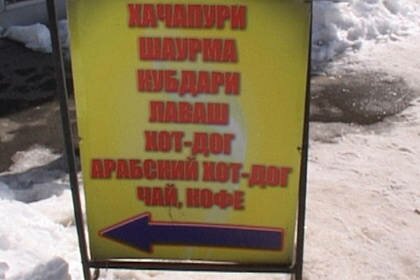 ХАЧАПУРИ
ШАУРМА
КУБДАРИ
ЛАВАШ
ХОТ-ДОГ
АРАБСКИЙ ХОТ-ДОГ
ЧАЙ, КОФЕ